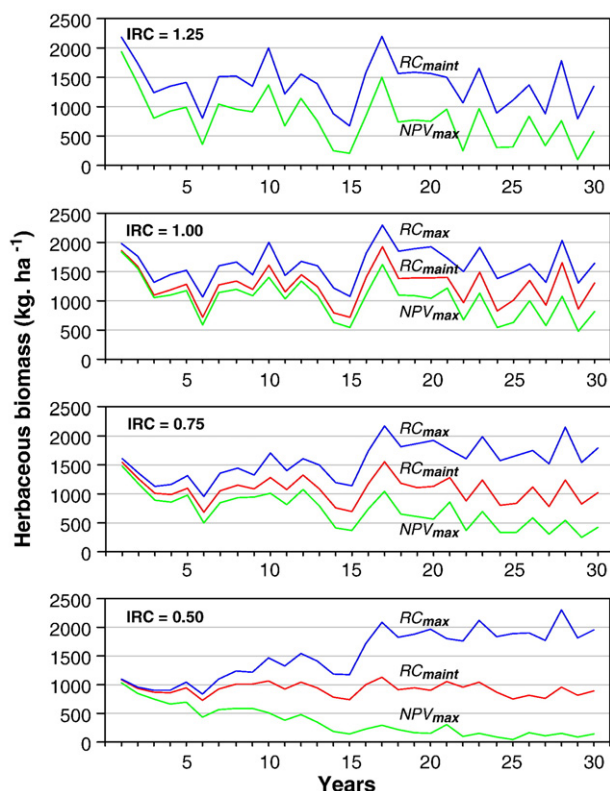 Herbaceous biomass (kg. ha⁻¹)
IRC = 1.25
2500
2000
1500
1000
500
0
RCmaint
NPVmax
5 10 15 20 25 30
IRC = 1.00
2500
2000
1500
1000
500
0
RCmax
RCmaint
NPVmax
5 10 15 20 25 30
IRC = 0.75
2500
2000
1500
1000
500
0
RCmax
RCmaint
NPVmax
5 10 15 20 25 30
IRC = 0.50
2500
2000
1500
1000
500
0
RCmax
RCmaint
NPVmax
5 10 15 20 25 30
Years